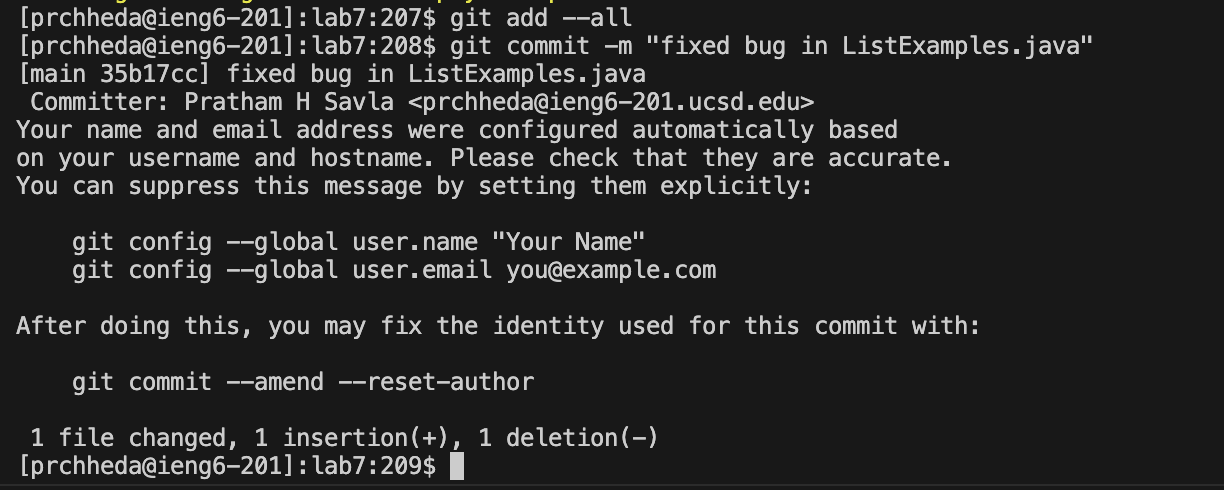 [prchheda@ieng6-201]:lab7:207$ git add --all
[prchheda@ieng6-201]:lab7:208$ git commit -m "fixed bug in ListExamples.java"
[main 35b17cc] fixed bug in ListExamples.java
 Committer: Pratham H Savla <prchheda@ieng6-201.ucsd.edu>
Your name and email address were configured automatically based
on your username and hostname. Please check that they are accurate.
You can suppress this message by setting them explicitly:

    git config --global user.name "Your Name"
    git config --global user.email you@example.com

After doing this, you may fix the identity used for this commit with:

    git commit --amend --reset-author

 1 file changed, 1 insertion(+), 1 deletion(-)
[prchheda@ieng6-201]:lab7:209$